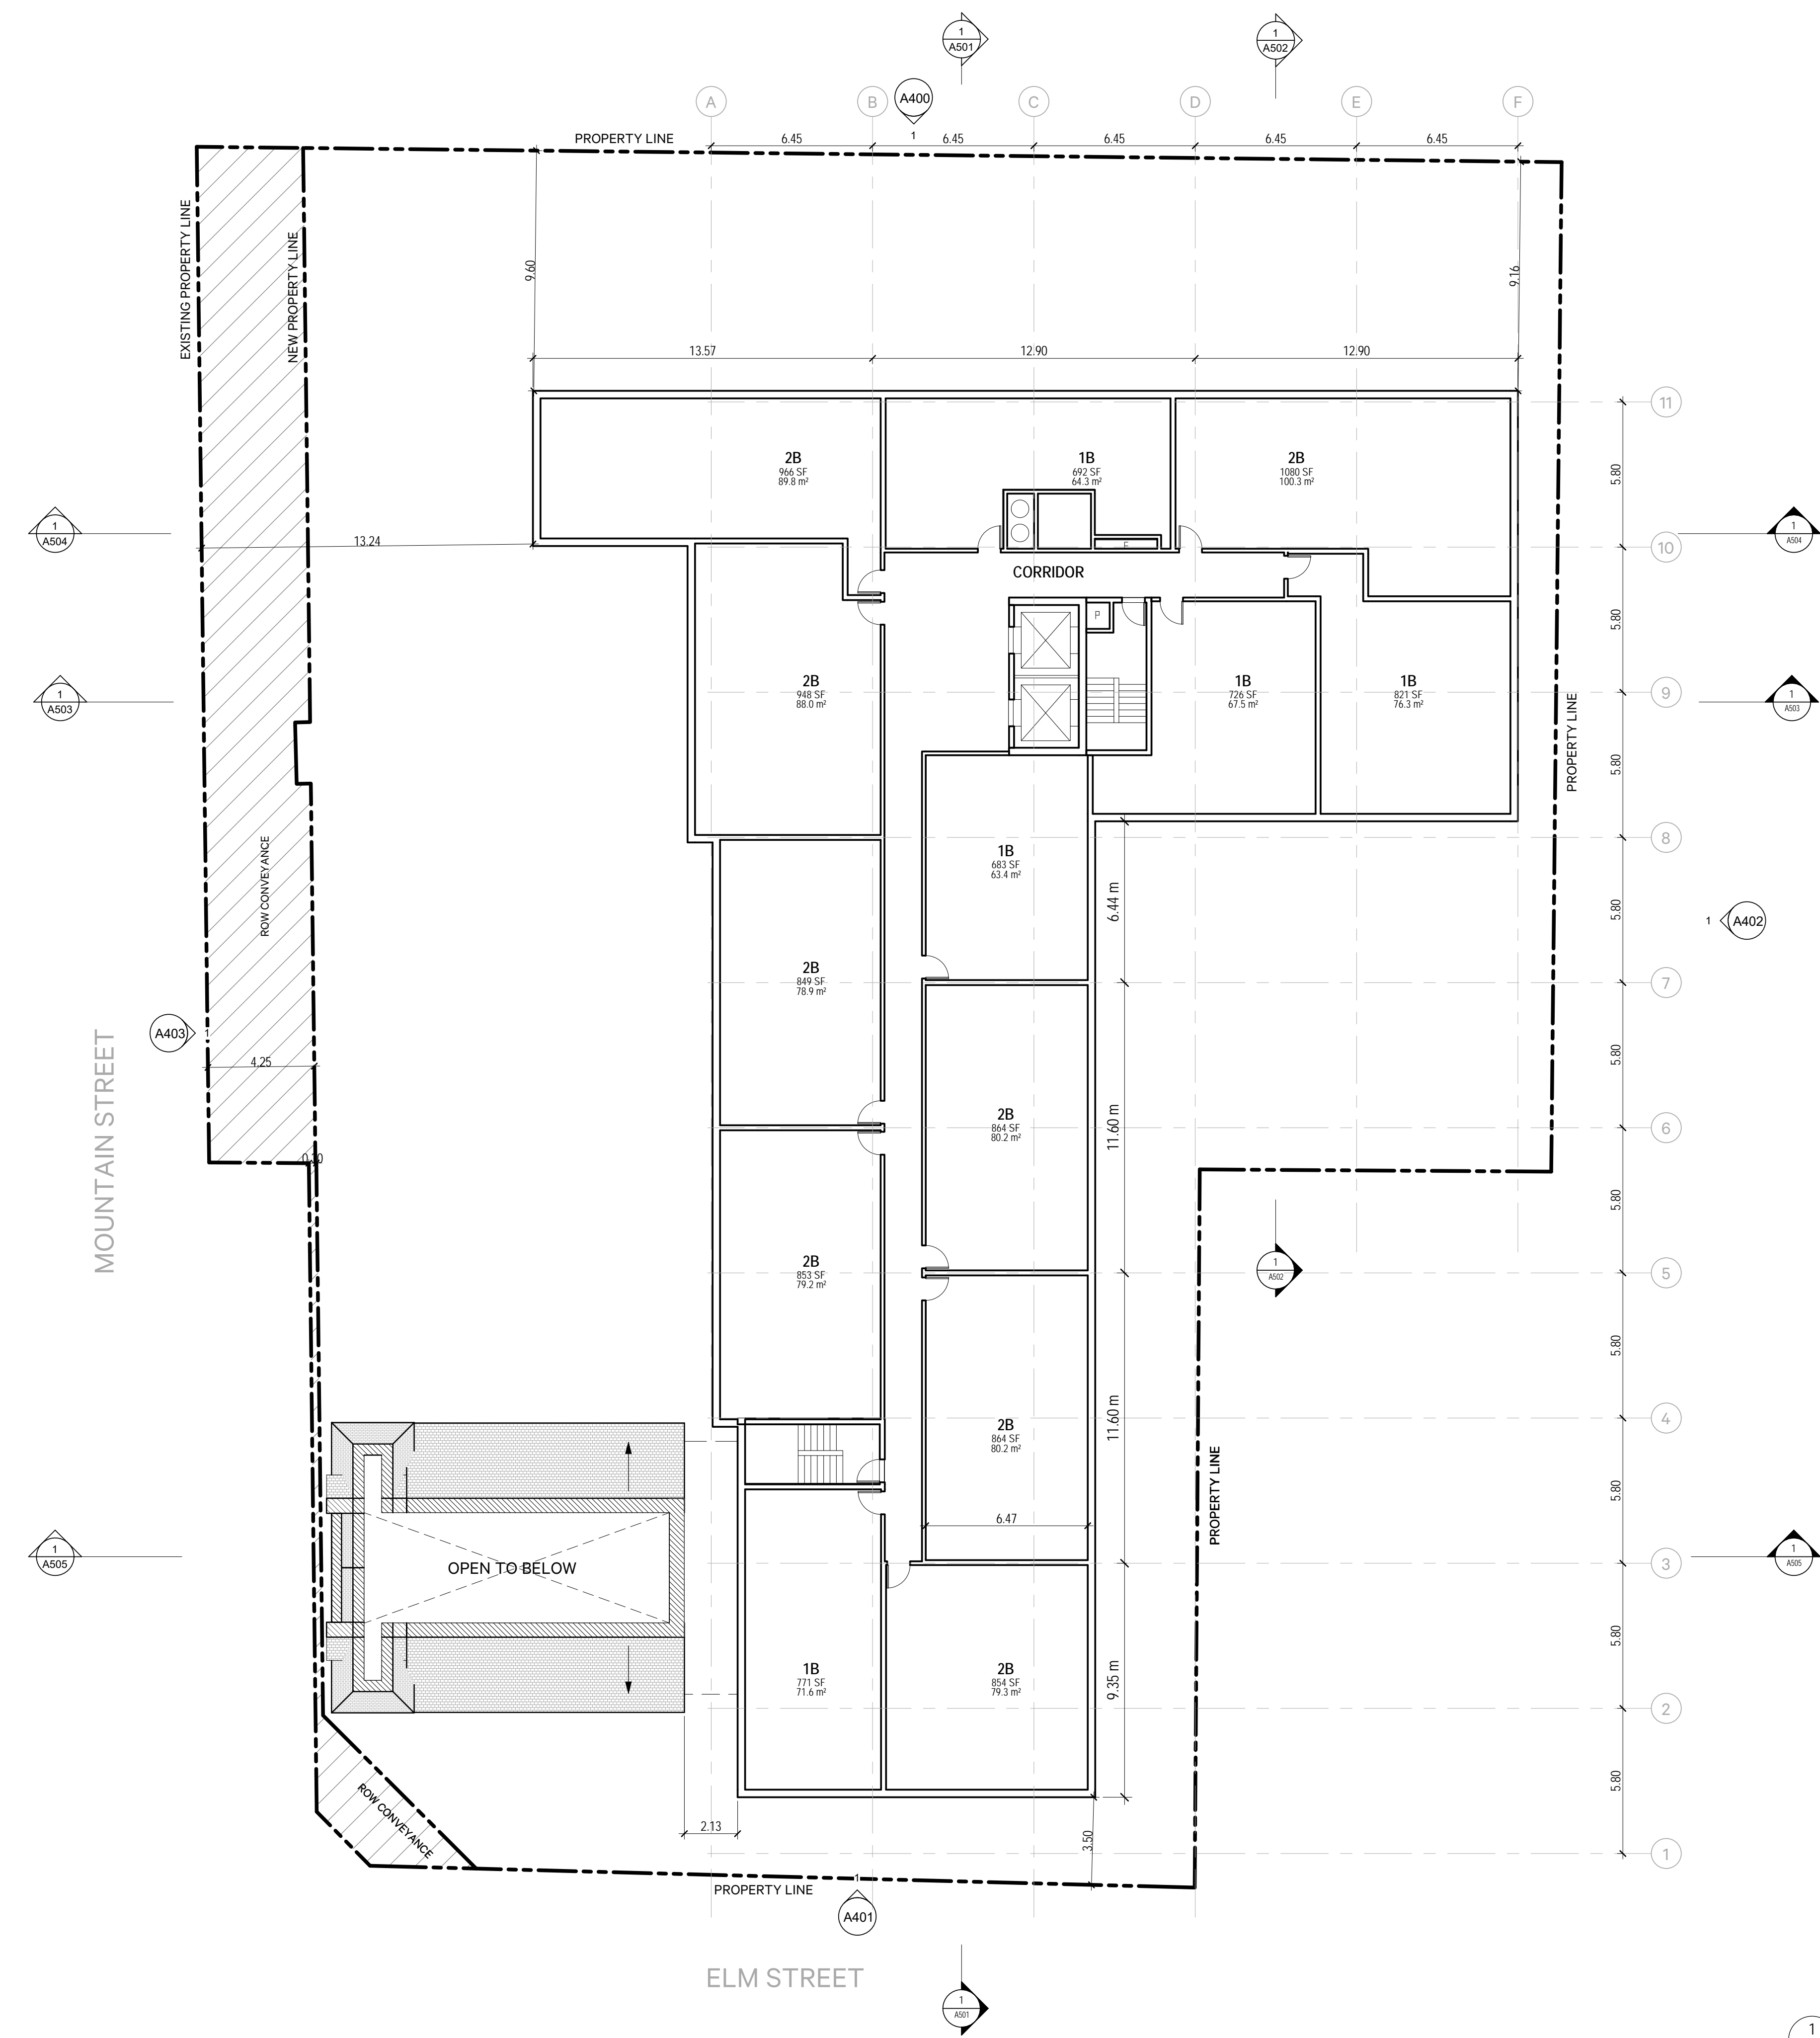 1
A501
1
A502
A
B
A400
1
C
D
E
F
PROPERTY LINE
6.45
6.45
6.45
6.45
6.45
EXISTING PROPERTY LINE
NEW PROPERTY LINE
9.60
9.16
13.57
12.90
12.90
11
2B
966 SF
89.8 m²
1B
692 SF
64.3 m²
2B
1080 SF
100.3 m²
5.80
1
A504
13.24
1
A504
10
CORRIDOR
P
5.80
2B
948 SF
88.0 m²
1B
726 SF
67.5 m²
1B
821 SF
76.3 m²
9
1
A503
1
A503
PROPERTY LINE
5.80
8
ROW CONVEYANCE
1B
683 SF
63.4 m²
6.44 m
5.80
1
A402
2B
849 SF
78.9 m²
7
A403
1
MOUNTAIN STREET
4.25
5.80
2B
864 SF
80.2 m²
11.60 m
6
0.30
5.80
2B
853 SF
79.2 m²
1
A502
5
5.80
2B
864 SF
80.2 m²
11.60 m
4
PROPERTY LINE
5.80
6.47
1
A505
OPEN TO BELOW
1
A505
3
5.80
1B
771 SF
71.6 m²
2B
854 SF
79.3 m²
9.35 m
2
5.80
ROW CONVEYANCE
2.13
3.50
1
PROPERTY LINE
1
A401
ELM STREET
1
A501
1